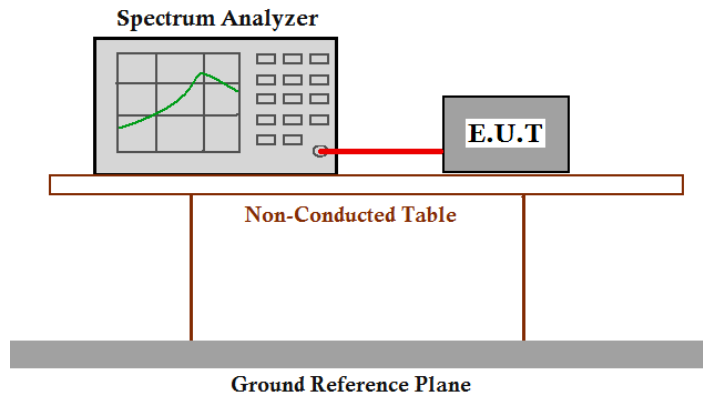 Spectrum Analyzer
E.U.T
Non-Conducted Table
Ground Reference Plane